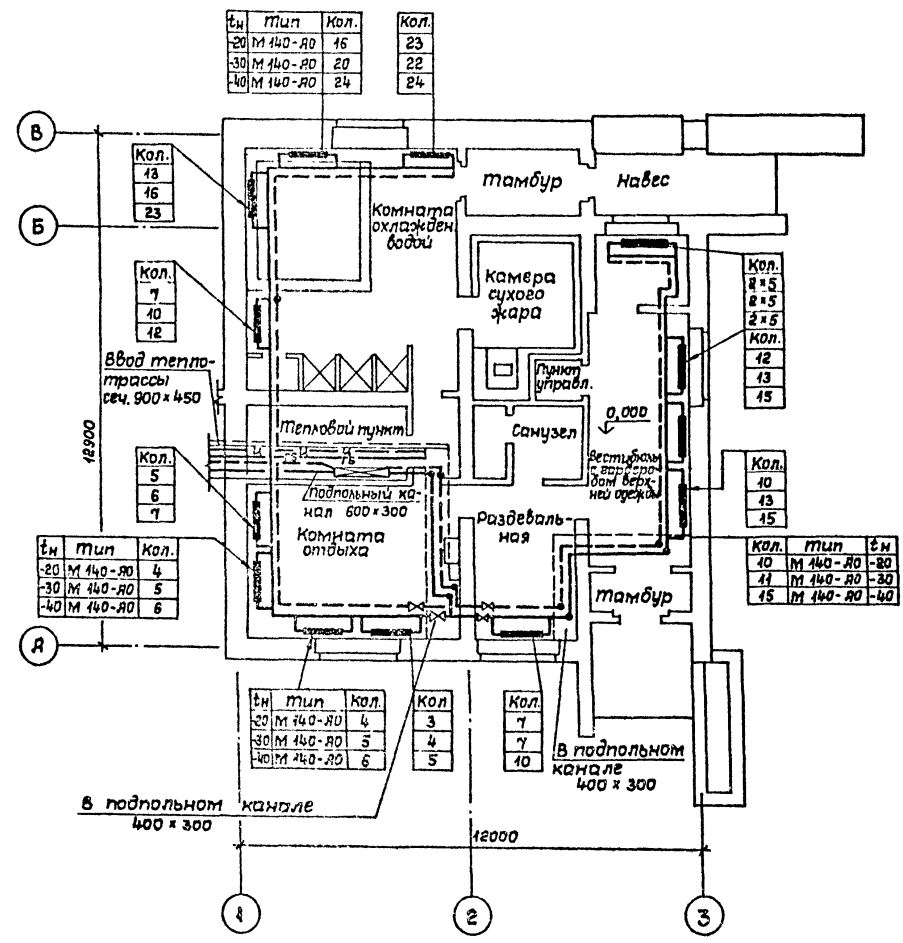 tн Тип Кол.
-20 М 140-АО 16
-30 М 140-АО 20
-40 М 140-АО 24
Кол.
23
22
24
В
Кол.
13
16
23
Тамбур
Навес
Б
Комната
охлажден.
водой
Камера
сухого
жара
Кол.
2×5
2×5
2×5
Кол.
12
13
15
Кол.
7
10
12
Ввод тепло-
трассы
сеч. 900×450
Пункт
управл.
0,000
12900
Тепловой пункт
Санузел
Вестибюль
с гардеро-
бом верх-
ней одежды
Кол.
5
6
7
Подпольный ка-
нал 600×300
Кол.
10
13
15
Комната
отдыха
Раздеваль-
ная
tн Тип Кол.
-20 М 140-АО 4
-30 М 140-АО 5
-40 М 140-АО 6
Кол. Тип tн
10 М 140-АО -20
11 М 140-АО -30
15 М 140-АО -40
Тамбур
А
tн Тип Кол.
-20 М 140-АО 4
-30 М 140-АО 5
-40 М 140-АО 6
Кол
3
4
5
Кол.
7
7
10
В подпольном
канале
400×300
В подпольном канале
400×300
12000
1
2
3